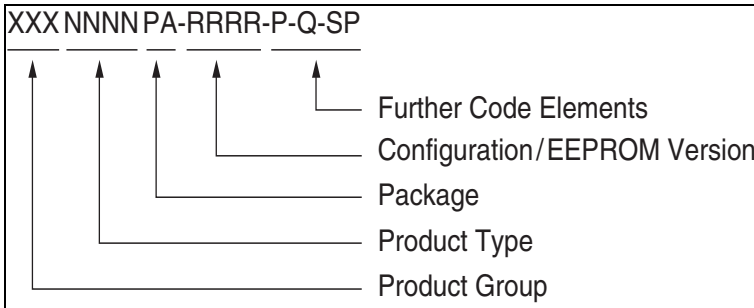 XXX NNNN PA-RRRR-P-Q-SP
Further Code Elements
Configuration/EEPROM Version
Package
Product Type
Product Group